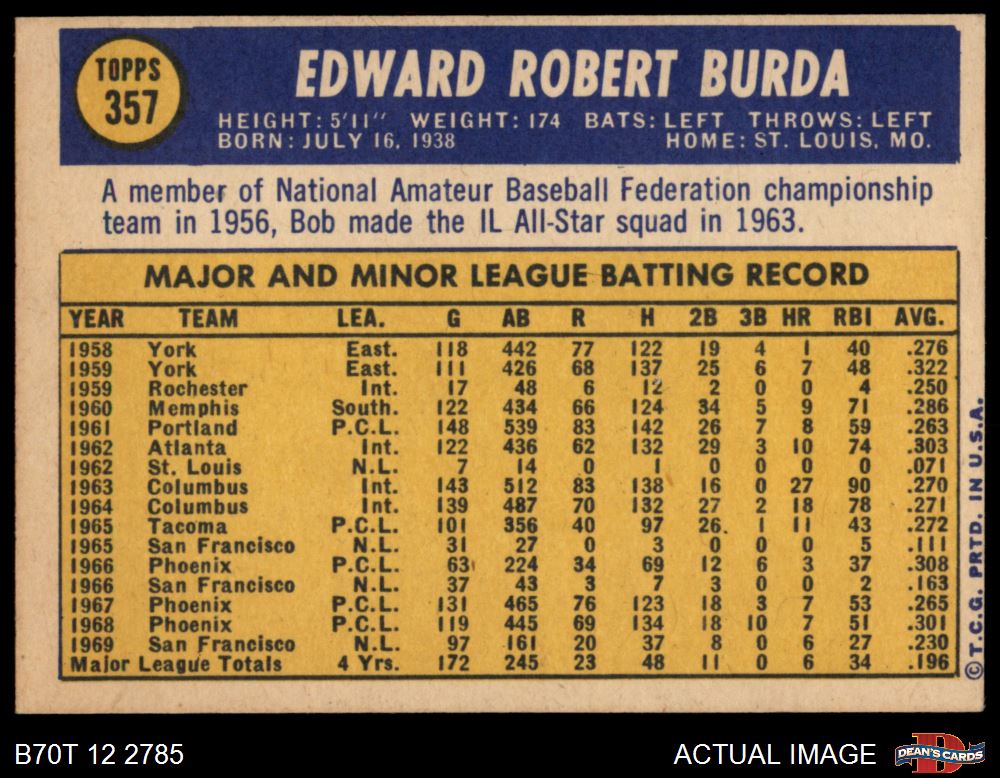 TOPPS
357
EDWARD ROBERT BURDA
HEIGHT: 5'11" WEIGHT: 174 BATS: LEFT THROWS: LEFT
BORN: JULY 16, 1938 HOME: ST. LOUIS, MO.
A member of National Amateur Baseball Federation championship
team in 1956, Bob made the IL All-Star squad in 1963.
MAJOR AND MINOR LEAGUE BATTING RECORD
YEAR TEAM LEA. G AB R H 2B 3B HR RBI AVG.
1958 York East. 118 442 77 122 19 4 1 40 .276
1959 York East. 111 426 68 137 25 6 7 48 .322
1959 Rochester Int. 17 48 6 12 2 0 0 4 .250
1960 Memphis South. 122 434 66 124 34 5 9 71 .286
1961 Portland P.C.L. 148 539 83 142 26 7 8 59 .263
1962 Atlanta Int. 122 436 62 132 29 3 10 74 .303
1962 St. Louis N.L. 7 14 0 1 0 0 0 0 .071
1963 Columbus Int. 143 512 83 138 16 0 27 90 .270
1964 Columbus Int. 139 487 70 132 27 2 18 78 .271
1965 Tacoma P.C.L. 101 356 40 97 26 1 11 43 .272
1965 San Francisco N.L. 31 27 0 3 0 0 0 5 .111
1966 Phoenix P.C.L. 63 224 34 69 12 6 3 37 .308
1966 San Francisco N.L. 37 43 3 7 3 0 0 2 .163
1967 Phoenix P.C.L. 131 465 76 123 18 3 7 53 .265
1968 Phoenix P.C.L. 119 445 69 134 18 10 7 51 .301
1969 San Francisco N.L. 97 161 20 37 8 0 6 27 .230
Major League Totals 4 Yrs. 172 245 23 48 11 0 6 34 .196
©T.C.G. PRTD. IN U.S.A.
B70T 12 2785 ACTUAL IMAGE
DEAN'S CARDS